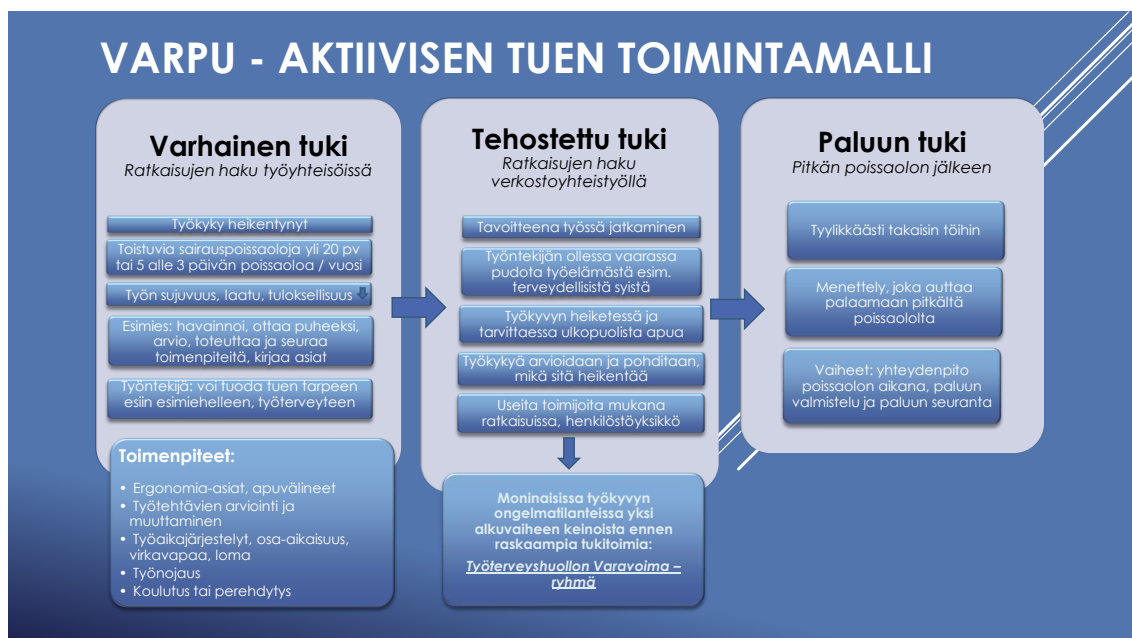 VARPU - AKTIIVISEN TUEN TOIMINTAMALLI
Varhainen tuki
Ratkaisujen haku työyhteisöissä
Työkyky heikentynyt
Toistuvia sairauspoissaoloja yli 20 pv
tai 5 alle 3 päivän poissaoloa / vuosi
Työn sujuvuus, laatu, tuloksellisuus
Esimies: havainnoi, ottaa puheeksi,
arvio, toteuttaa ja seuraa
toimenpiteitä, kirjaa asiat
Työntekijä: voi tuoda tuen tarpeen
esiin esimiehelleen, työterveyteen
Toimenpiteet:
• Ergonomia-asiat, apuvälineet
• Työtehtävien arviointi ja
muuttaminen
• Työaikajärjestelyt, osa-aikaisuus,
virkavapaa, loma
• Työnojaus
• Koulutus tai perehdytys
Tehostettu tuki
Ratkaisujen haku
verkostoyhteistyöllä
Tavoitteena työssä jatkaminen
Työntekijän ollessa vaarassa
pudota työelämästä esim.
terveydellisistä syistä
Työkyvyn heiketessä ja
tarvittaessa ulkopuolista apua
Työkykyä arvioidaan ja pohditaan,
mikä sitä heikentää
Useita toimijoita mukana
ratkaisuissa, henkilöstöyksikkö
Moninaisissa työkyvyn
ongelmatilanteissa yksi
alkuvaiheen keinoista ennen
raskaampia tukitoimia:
Työterveyshuollon Varavoima –
ryhmä
Paluun tuki
Pitkän poissaolon jälkeen
Tyylikkäästi takaisin töihin
Menettely, joka auttaa
palaamaan pitkältä
poissaololta
Vaiheet: yhteydenpito
poissaolon aikana, paluun
valmistelu ja paluun seuranta